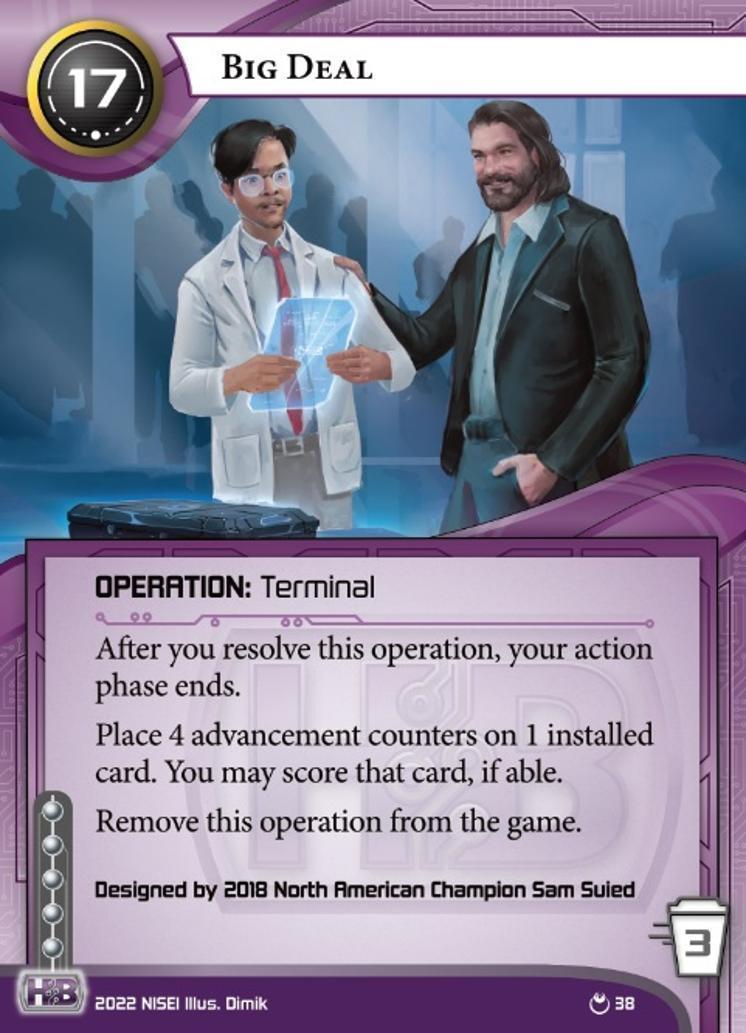 17
BIG DEAL
OPERATION: Terminal
After you resolve this operation, your action
phase ends.
Place 4 advancement counters on 1 installed
card. You may score that card, if able.
Remove this operation from the game.
Designed by 2018 North American Champion Sam Suied
3
HB
2022 NISEI Illus. Dimik
38